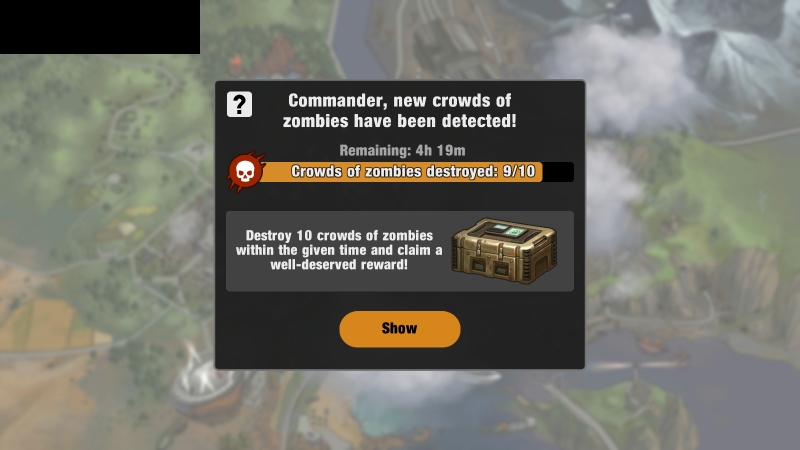 ?
Commander, new crowds of
zombies have been detected!
Remaining: 4h 19m
Crowds of zombies destroyed: 9/10
Destroy 10 crowds of zombies
within the given time and claim a
well-deserved reward!
Show